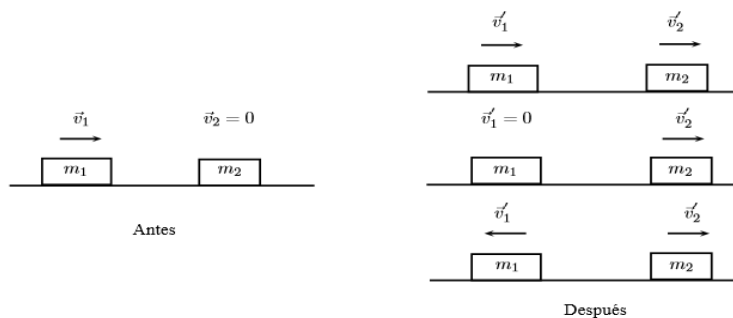 v⃗₁
v⃗₂ = 0
m₁
m₂
Antes
v⃗′₁
v⃗′₂
m₁
m₂
v⃗′₁ = 0
v⃗′₂
m₁
m₂
v⃗′₁
v⃗′₂
m₁
m₂
Después